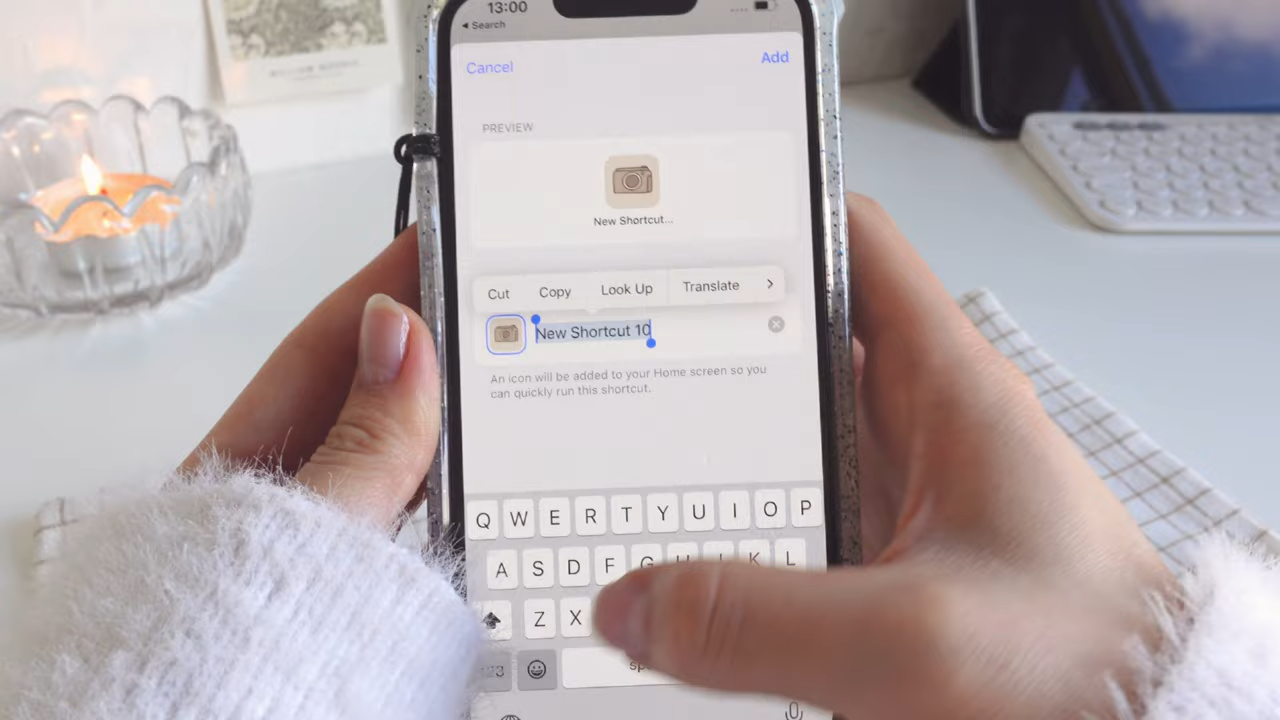 13:00
◂ Search
Cancel
Add
PREVIEW
New Shortcut...
Cut Copy Look Up Translate >
New Shortcut 10
An icon will be added to your Home screen so you
can quickly run this shortcut.
Q W E R T Y U I O P
A S D F G K L
Z X